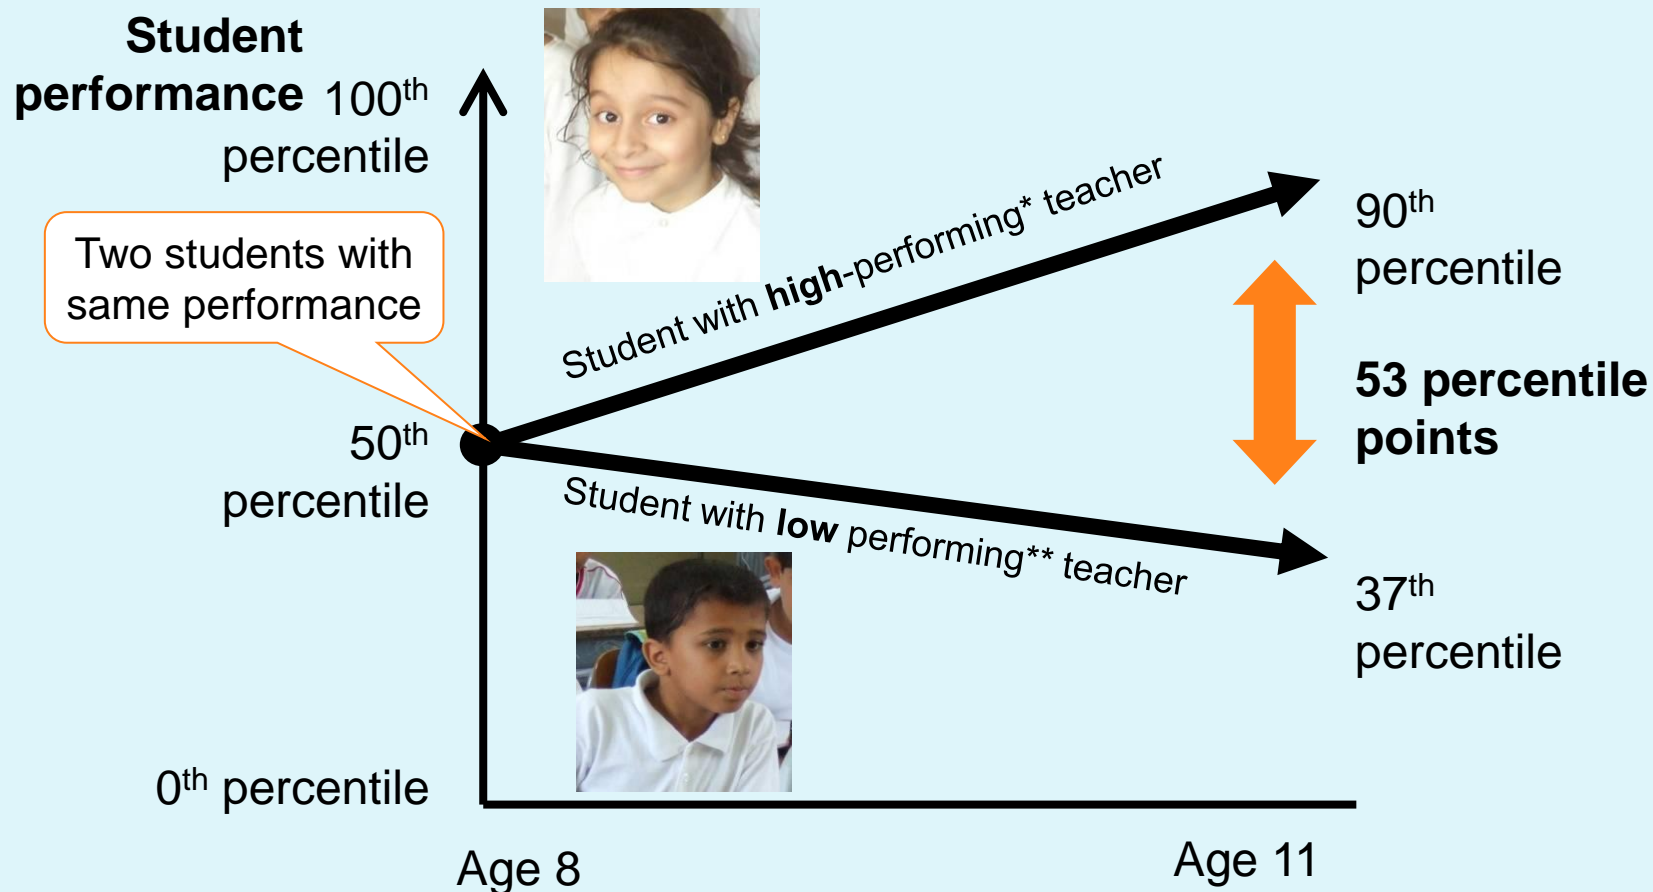 Student
performance
100th
percentile
Two students with
same performance
Student with high-performing* teacher
90th
percentile
53 percentile
points
50th
percentile
Student with low performing** teacher
37th
percentile
0th percentile
Age 8
Age 11